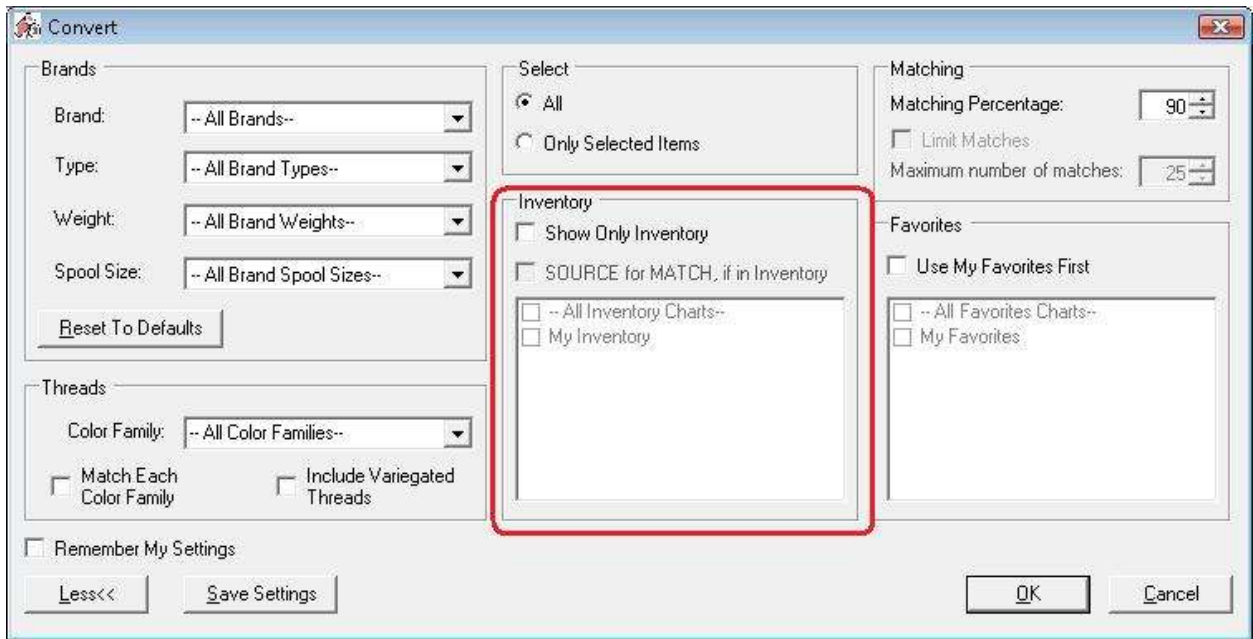 Convert
Brands
Brand:
-- All Brands--
Type:
-- All Brand Types--
Weight:
-- All Brand Weights--
Spool Size:
-- All Brand Spool Sizes--
Reset To Defaults
Threads
Color Family:
-- All Color Families--
Match Each
Color Family
Include Variegated
Threads
Select
All
Only Selected Items
Inventory
Show Only Inventory
SOURCE for MATCH, if in Inventory
-- All Inventory Charts--
My Inventory
Matching
Matching Percentage:
90
Limit Matches
Maximum number of matches:
25
Favorites
Use My Favorites First
-- All Favorites Charts--
My Favorites
Remember My Settings
Less<<
Save Settings
OK
Cancel